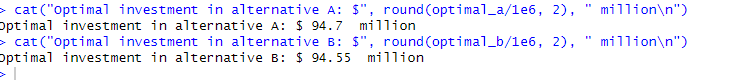 > cat("Optimal investment in alternative A: $", round(optimal_a/1e6, 2), " million\n")
Optimal investment in alternative A: $ 94.7  million
> cat("Optimal investment in alternative B: $", round(optimal_b/1e6, 2), " million\n")
Optimal investment in alternative B: $ 94.55  million
>